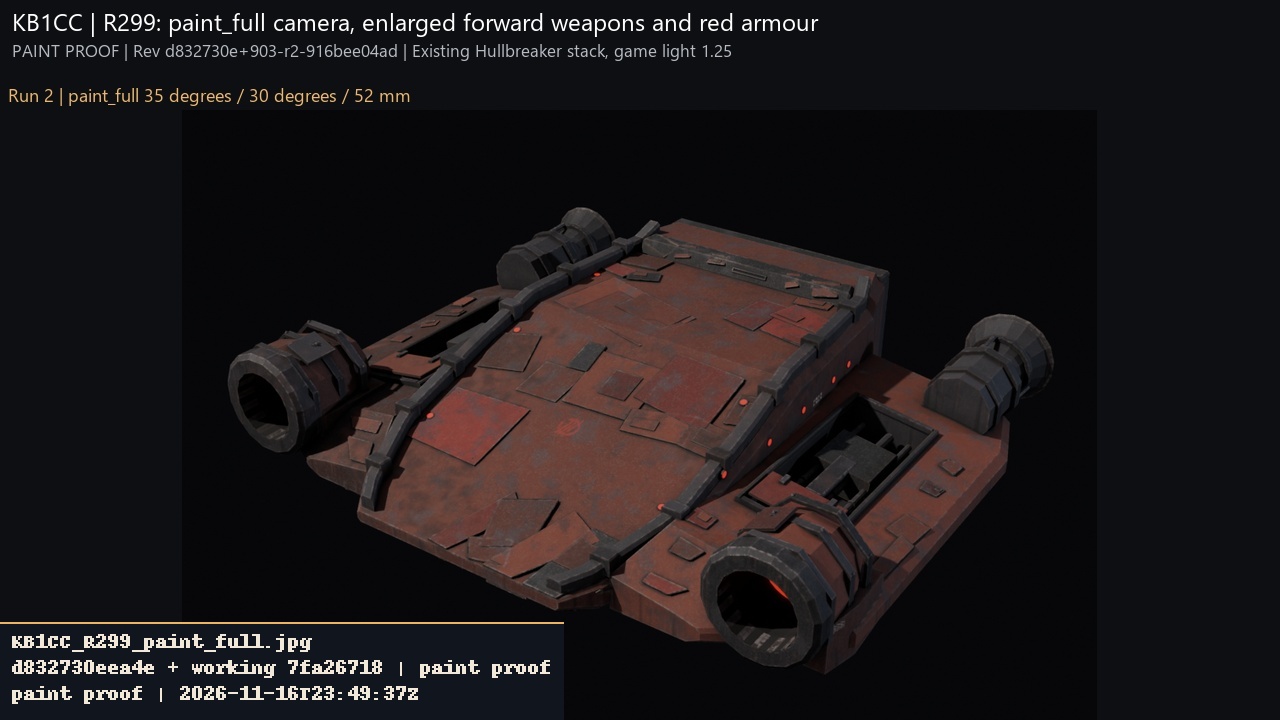 KB1CC | R299: paint_full camera, enlarged forward weapons and red armour
PAINT PROOF | Rev d832730e+903-r2-916bee04ad | Existing Hullbreaker stack, game light 1.25
Run 2 | paint_full 35 degrees / 30 degrees / 52 mm
KB1CC_R299_paint_full.jpg
d832730eea4e + working 7fa26718 | paint proof
paint proof | 2026-11-16T23:49:37Z